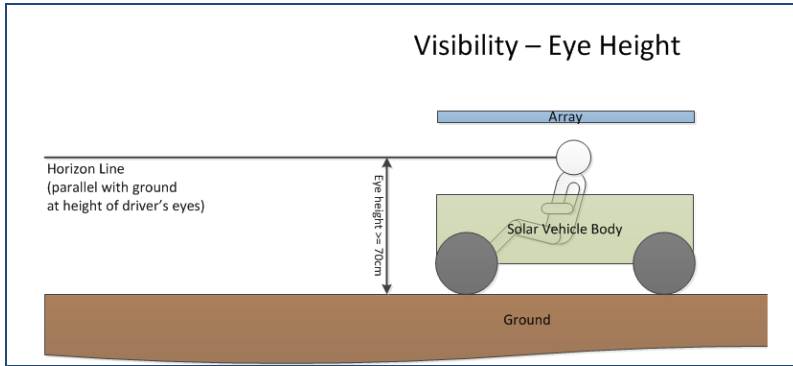 Visibility – Eye Height
Array
Horizon Line
(parallel with ground
at height of driver's eyes)
Eye height >= 70cm
Solar Vehicle Body
Ground